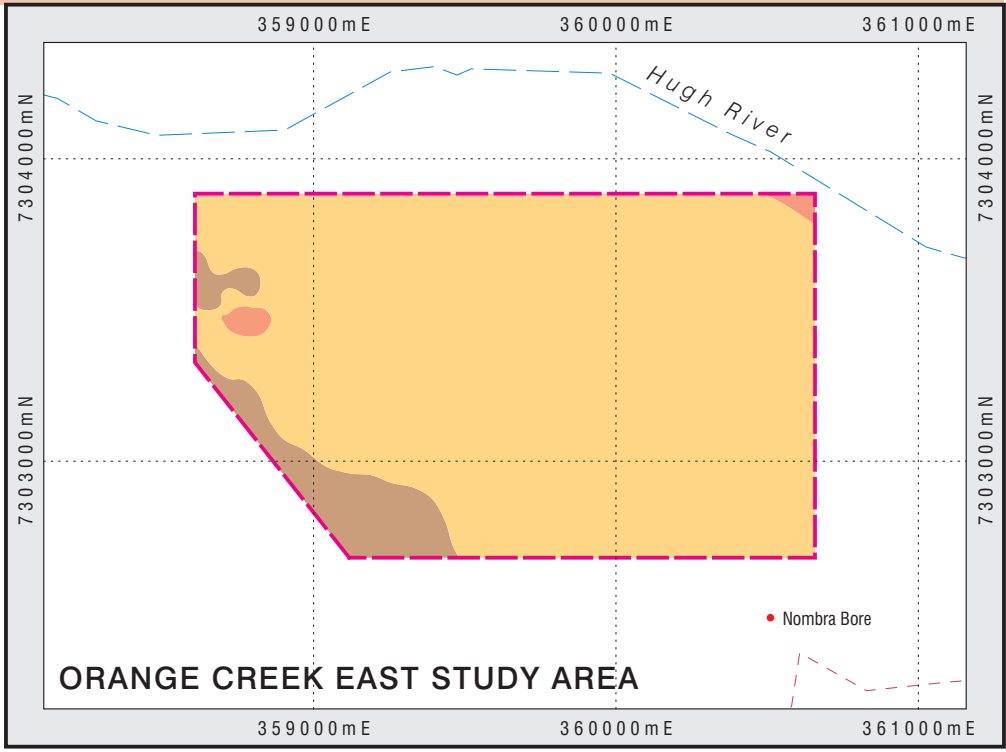 359000mE 360000mE 361000mE
Hugh River
7304000mN
7304000mN
7303000mN
7303000mN
Nombra Bore
ORANGE CREEK EAST STUDY AREA
359000mE 360000mE 361000mE